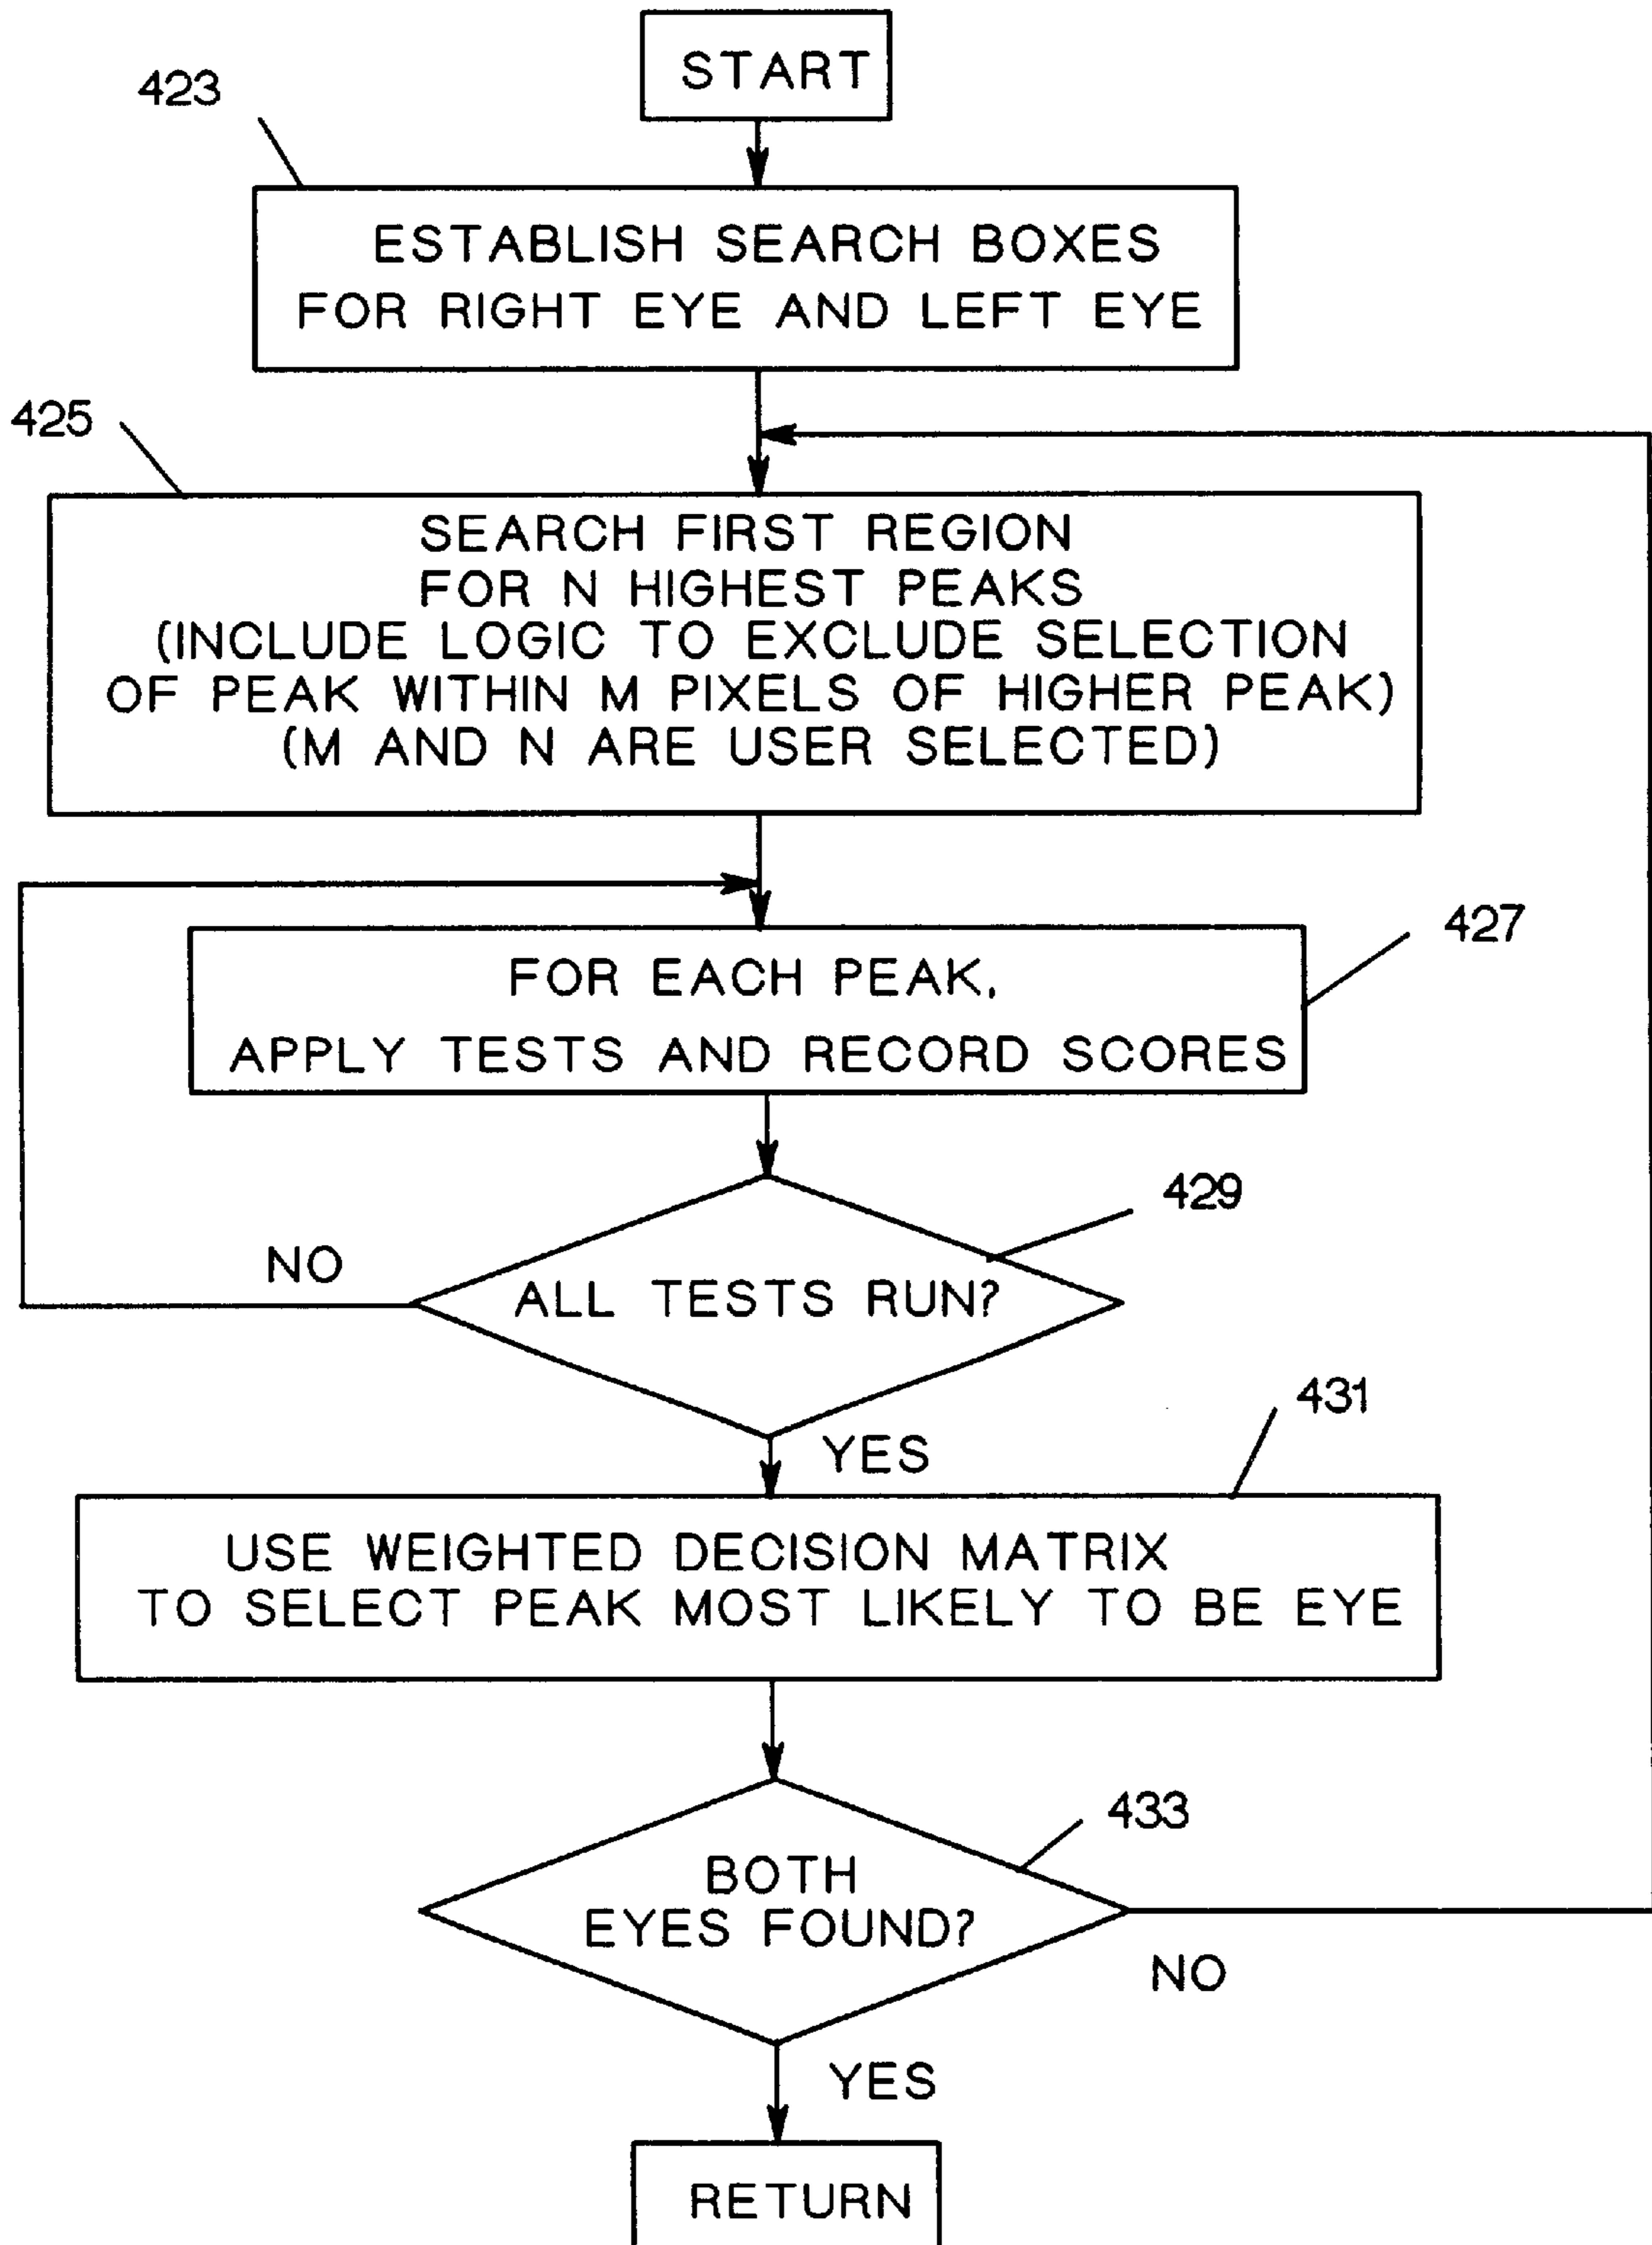 START
423
ESTABLISH SEARCH BOXES
FOR RIGHT EYE AND LEFT EYE
425
SEARCH FIRST REGION
FOR N HIGHEST PEAKS
(INCLUDE LOGIC TO EXCLUDE SELECTION
OF PEAK WITHIN M PIXELS OF HIGHER PEAK)
(M AND N ARE USER SELECTED)
427
FOR EACH PEAK,
APPLY TESTS AND RECORD SCORES
429
NO
ALL TESTS RUN?
YES
431
USE WEIGHTED DECISION MATRIX
TO SELECT PEAK MOST LIKELY TO BE EYE
433
BOTH
EYES FOUND?
NO
YES
RETURN